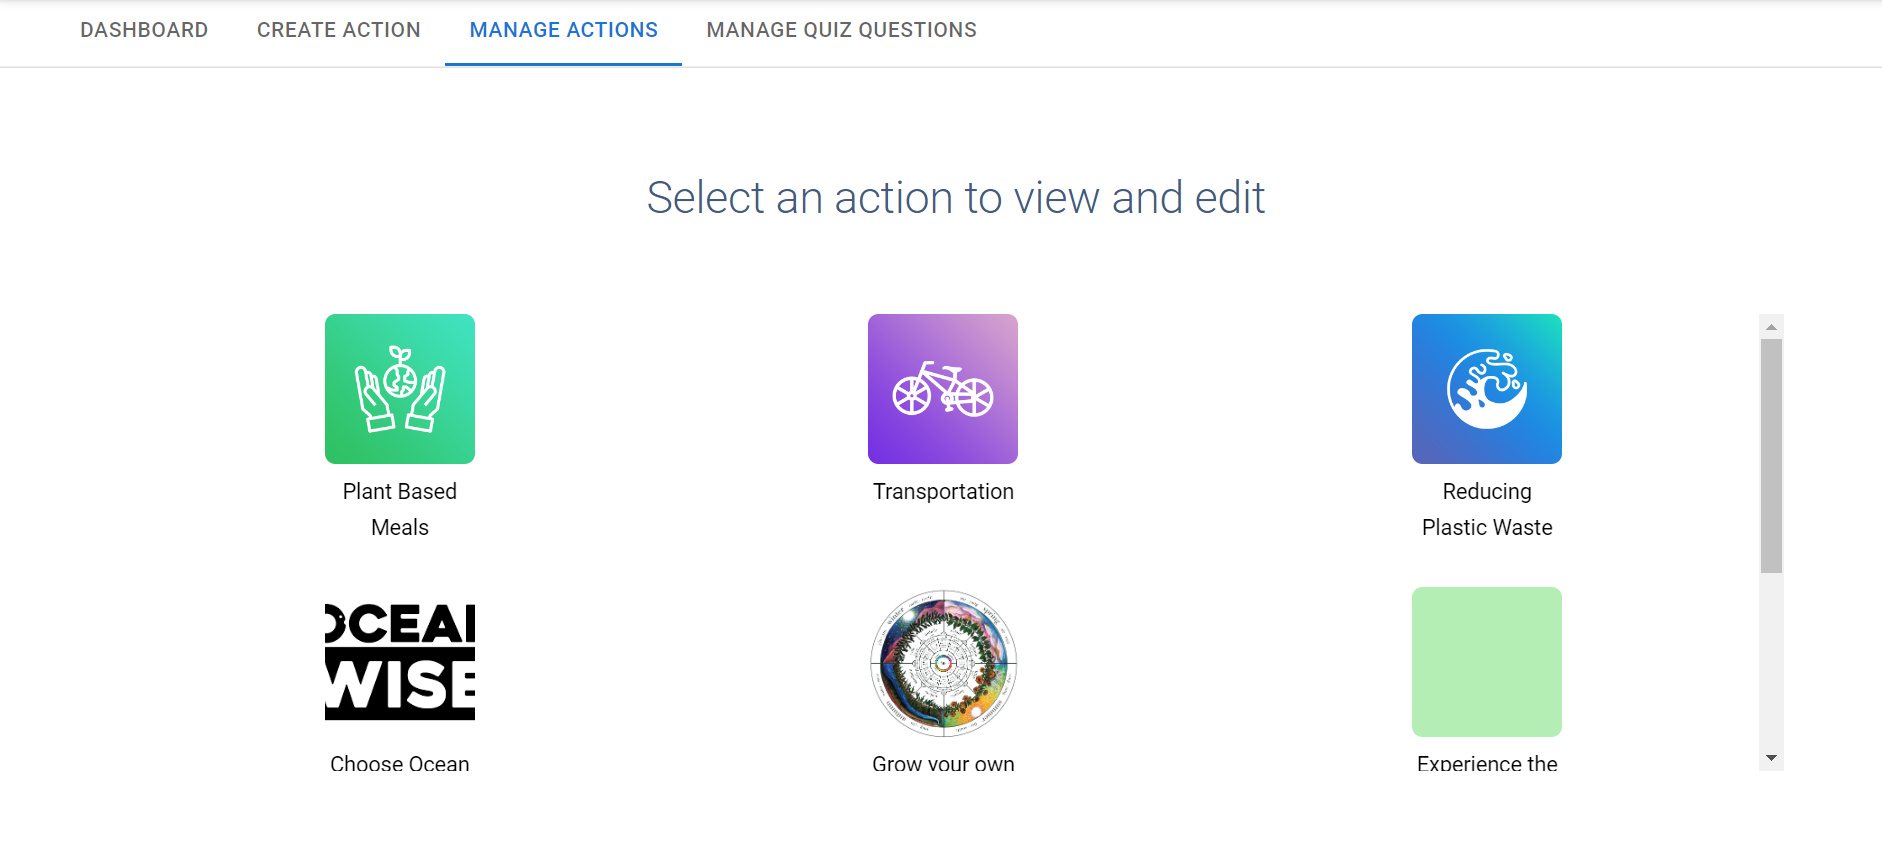 DASHBOARD CREATE ACTION MANAGE ACTIONS MANAGE QUIZ QUESTIONS
Select an action to view and edit
Plant Based
Meals
Transportation
Reducing
Plastic Waste
OCEAN
WISE
winter
spring
autumn
summer
Choose Ocean
Grow your own
Experience the